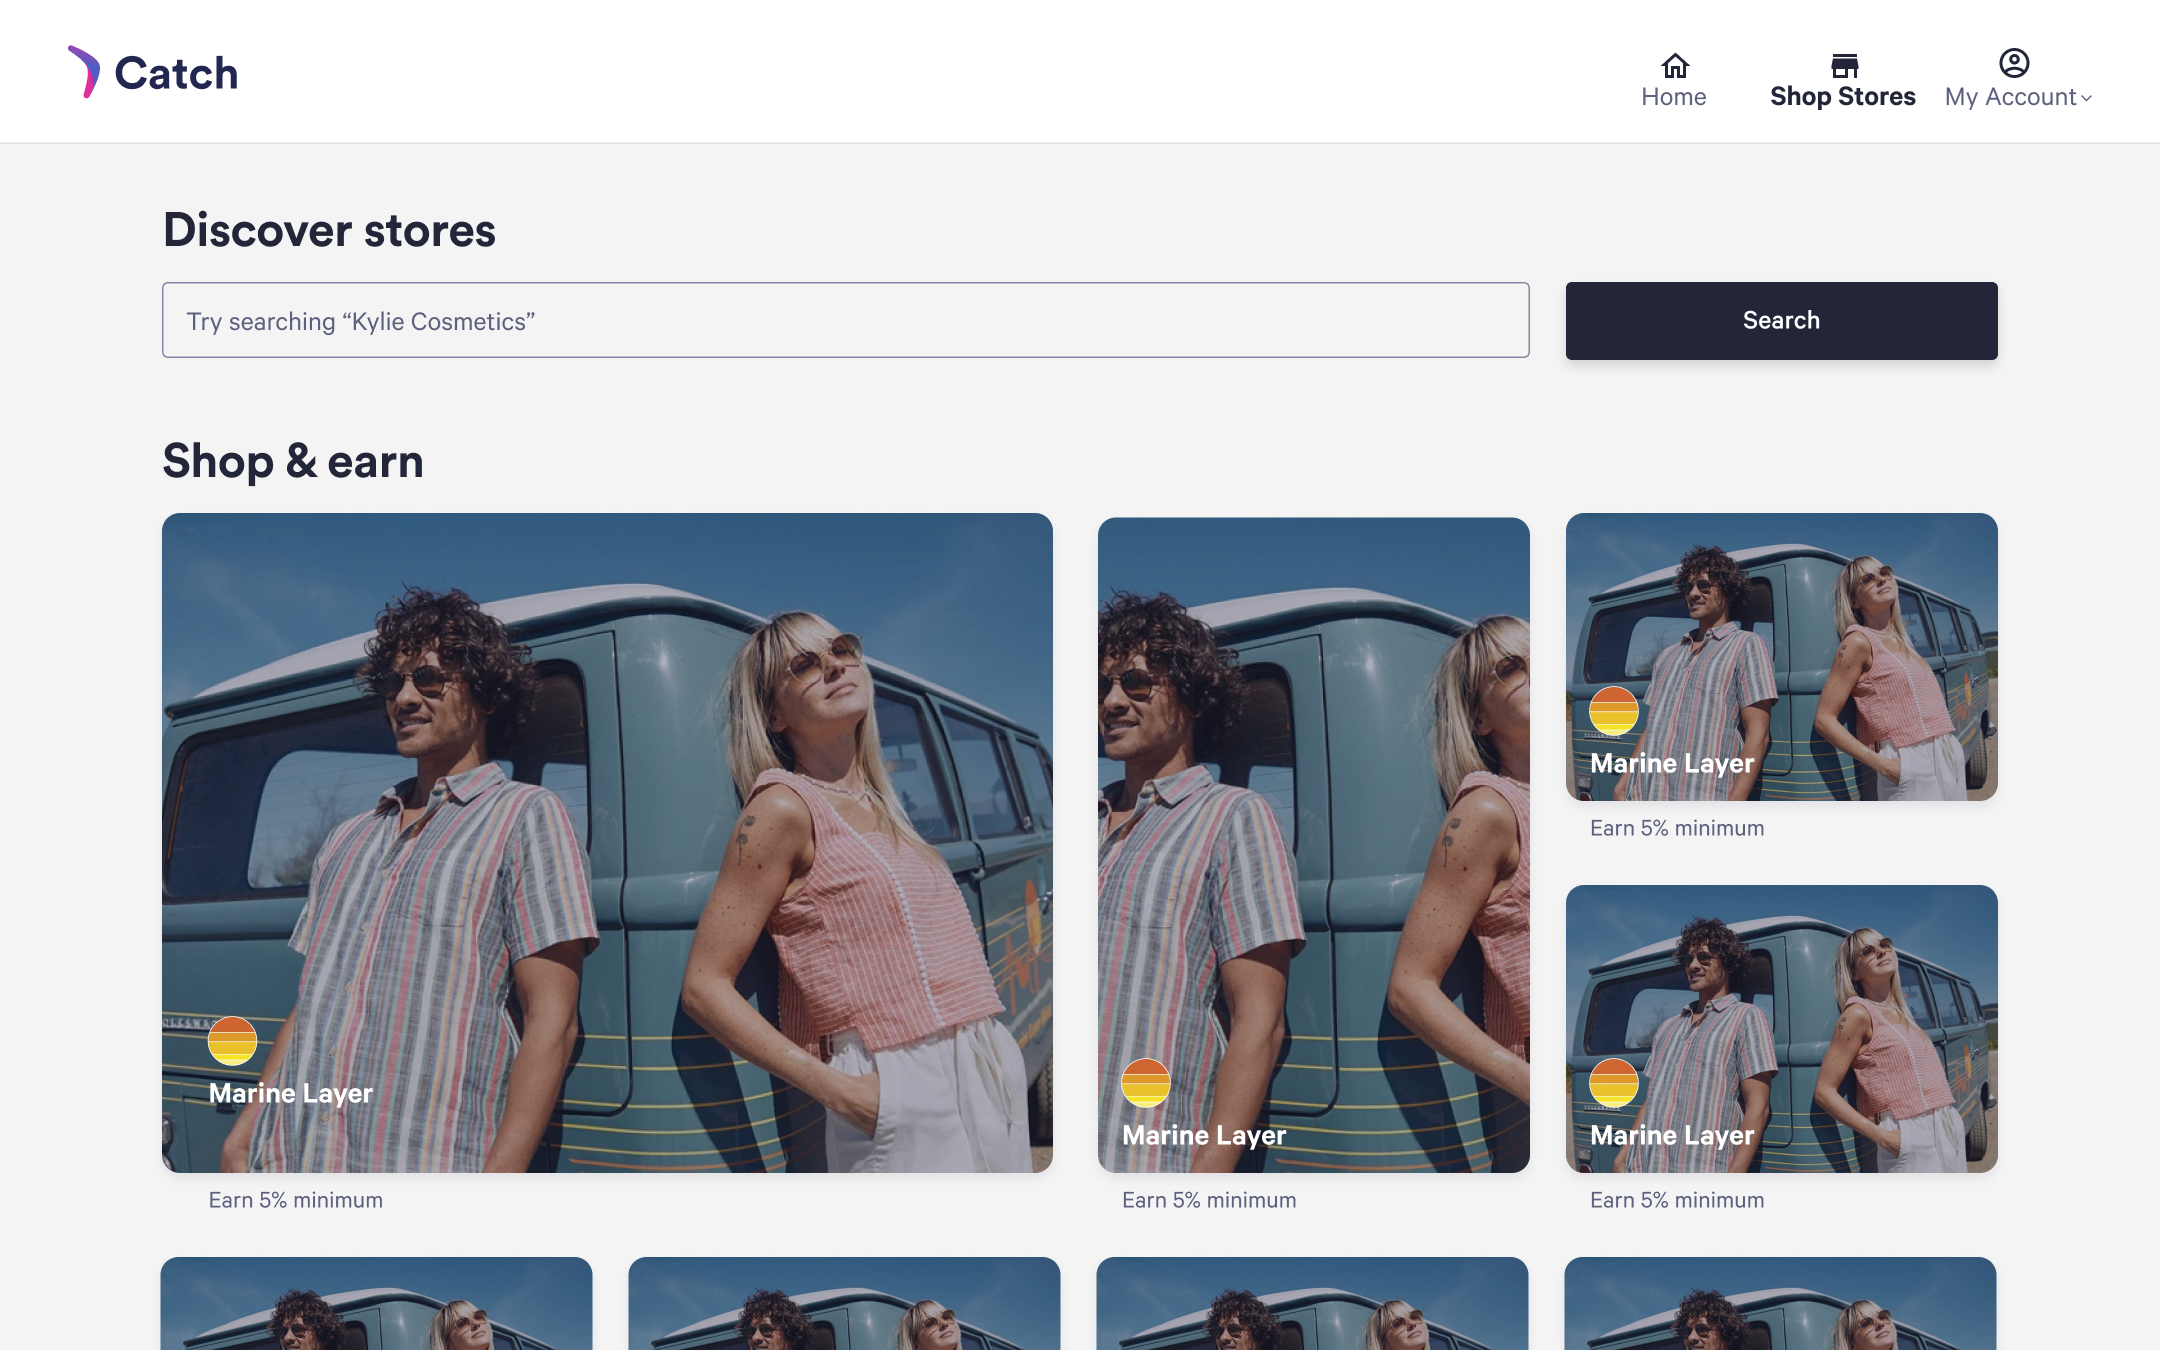 Catch
Home
Shop Stores
My Account
Discover stores
Try searching “Kylie Cosmetics”
Search
Shop & earn
Marine Layer
Earn 5% minimum
Marine Layer
Earn 5% minimum
Marine Layer
Earn 5% minimum
Marine Layer
Earn 5% minimum